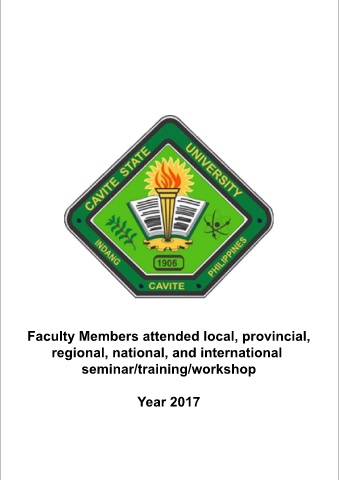 CAVITE STATE UNIVERSITY
1906
INDANG CAVITE PHILIPPINES
Faculty Members attended local, provincial,
regional, national, and international
seminar/training/workshop
Year 2017